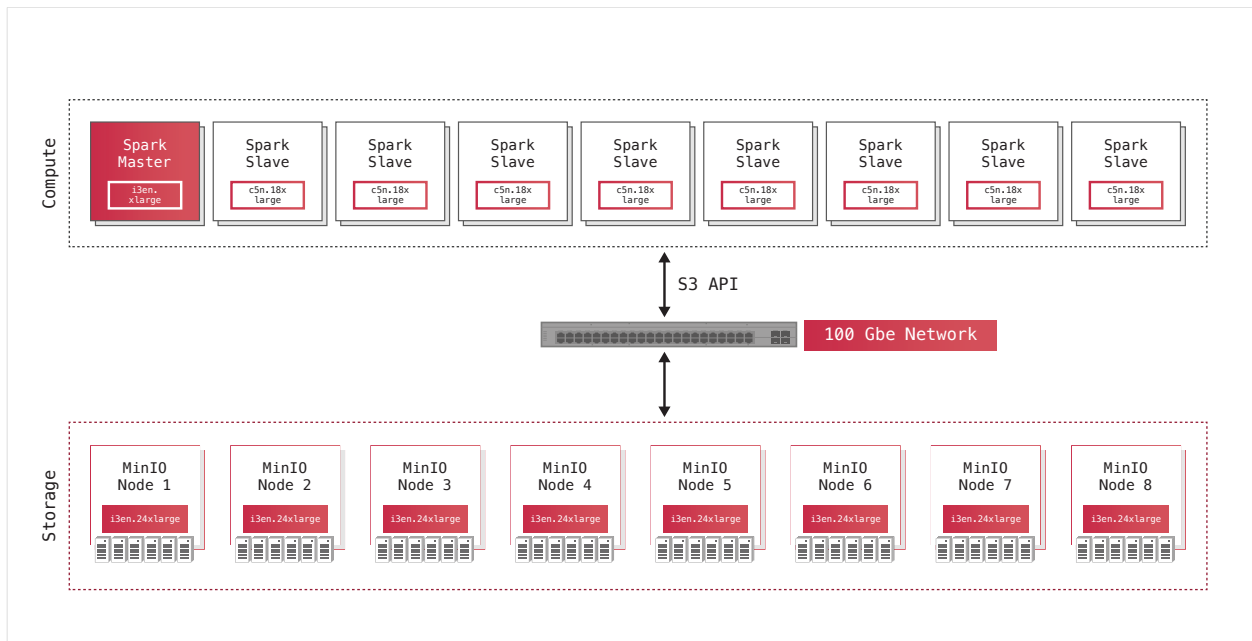 Compute
Spark
Master
i3en.
xlarge
Spark
Slave
c5n.18x
large
Spark
Slave
c5n.18x
large
Spark
Slave
c5n.18x
large
Spark
Slave
c5n.18x
large
Spark
Slave
c5n.18x
large
Spark
Slave
c5n.18x
large
Spark
Slave
c5n.18x
large
Spark
Slave
c5n.18x
large
S3 API
100 Gbe Network
Storage
MinIO
Node 1
i3en.24xlarge
MinIO
Node 2
i3en.24xlarge
MinIO
Node 3
i3en.24xlarge
MinIO
Node 4
i3en.24xlarge
MinIO
Node 5
i3en.24xlarge
MinIO
Node 6
i3en.24xlarge
MinIO
Node 7
i3en.24xlarge
MinIO
Node 8
i3en.24xlarge